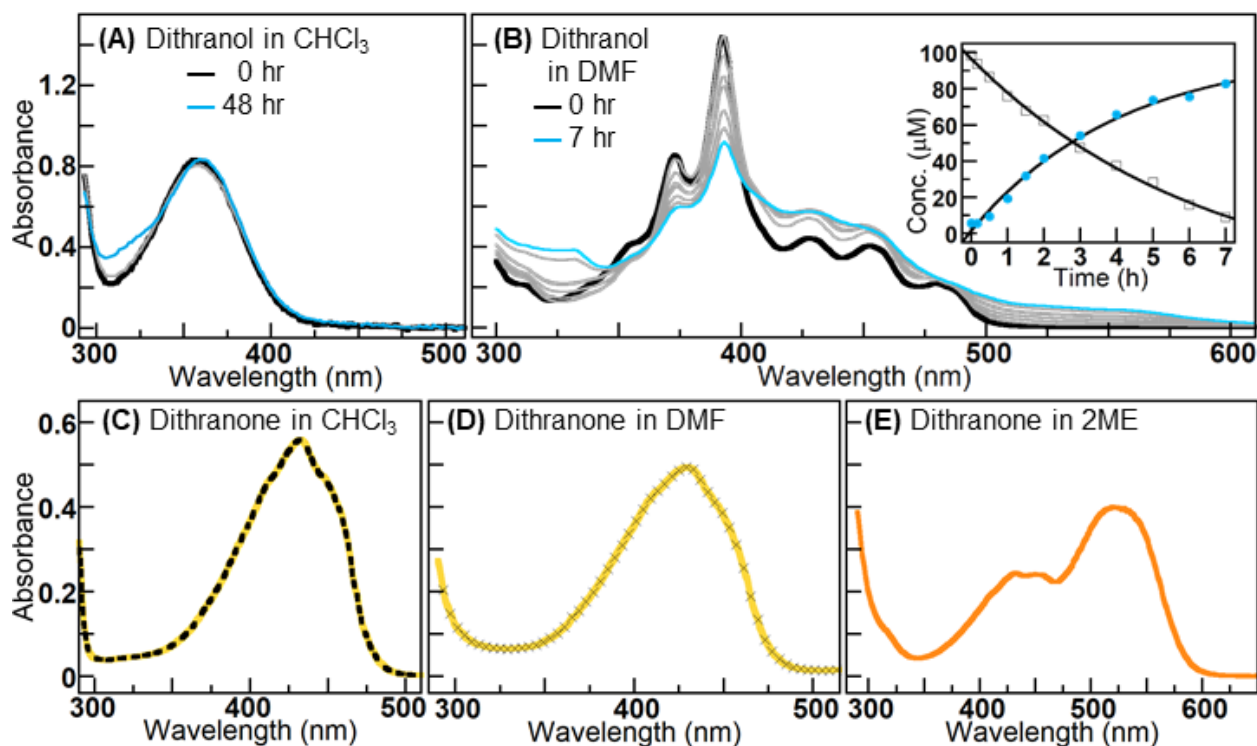 (A) Dithranol in CHCl₃
0 hr
48 hr
1.2
0.8
0.4
0
Absorbance
300
400
500
Wavelength (nm)
(B) Dithranol
in DMF
0 hr
7 hr
300
400
500
600
Wavelength (nm)
100
80
60
40
20
0
Conc. (μM)
0
1
2
3
4
5
6
7
Time (h)
(C) Dithranone in CHCl₃
0.6
0.4
0.2
0
Absorbance
300
400
500
Wavelength (nm)
(D) Dithranone in DMF
300
400
500
Wavelength (nm)
(E) Dithranone in 2ME
300
400
500
600
Wavelength (nm)